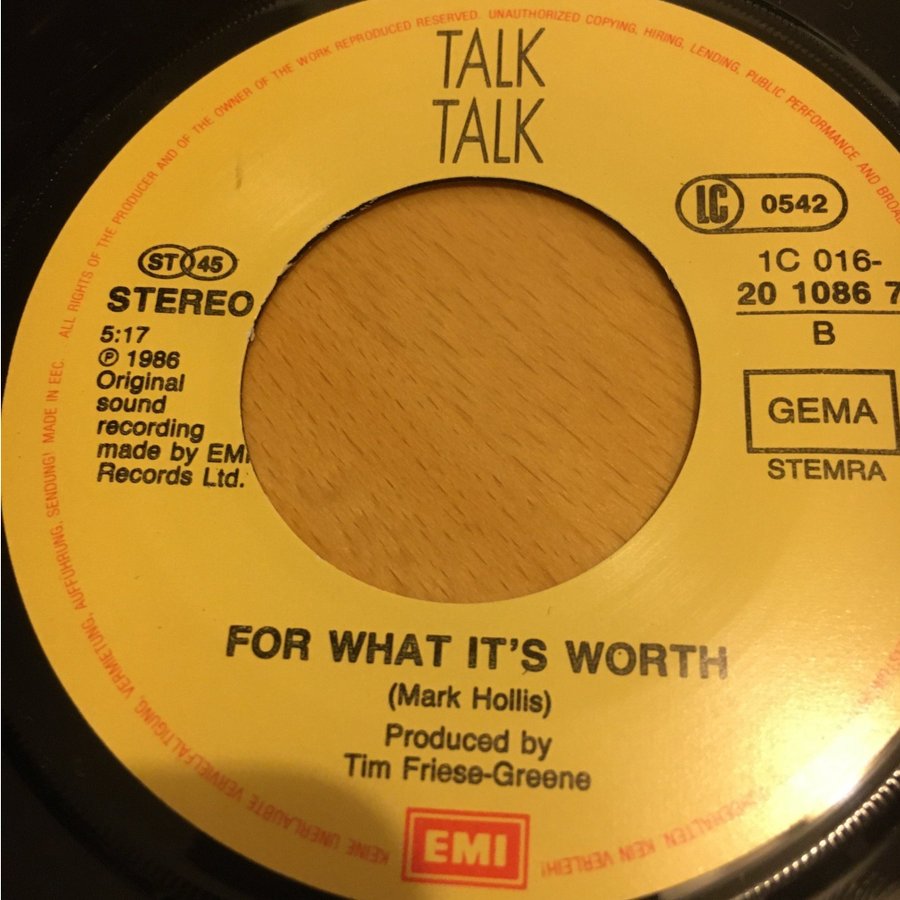 ALL RIGHTS OF THE PRODUCER AND OF THE OWNER OF THE WORK REPRODUCED RESERVED. UNAUTHORIZED COPYING, HIRING, LENDING, PUBLIC PERFORMANCE AND
TALK
TALK
LC 0542
1C 016-
20 1086 7
B
GEMA
STEMRA
ST 45
STEREO
5:17
℗ 1986
Original
sound
recording
made by EMI
Records Ltd.
FOR WHAT IT'S WORTH
(Mark Hollis)
Produced by
Tim Friese-Greene
EMI
KEIN VERLEIH!
KEINE UNERLAUBTE VERVIELFÄLTIGUNG, VERMIETUNG, AUFFÜHRUNG, SENDUNG! MADE IN EEC.